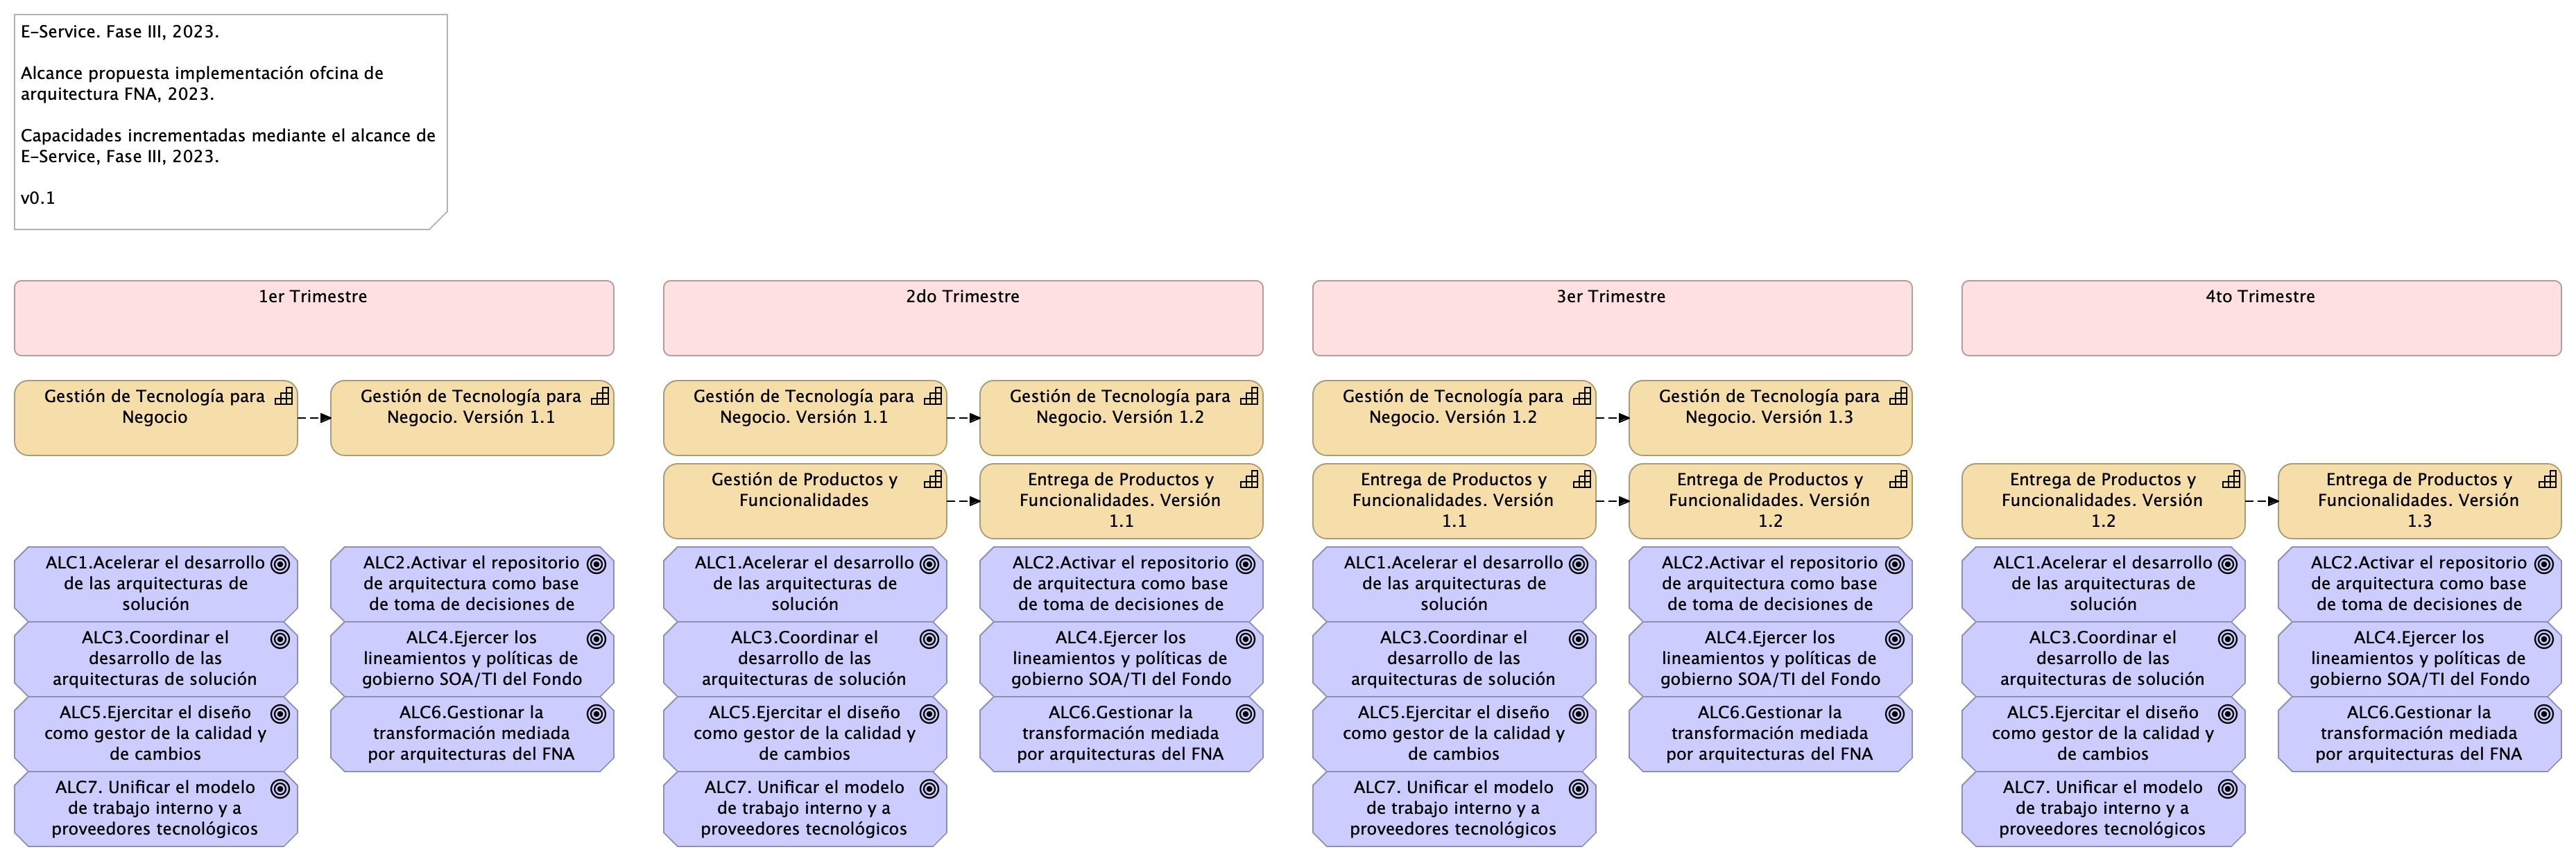 E-Service. Fase III, 2023.
Alcance propuesta implementación ofcina de
arquitectura FNA, 2023.
Capacidades incrementadas mediante el alcance de
E-Service, Fase III, 2023.
v0.1
1er Trimestre
2do Trimestre
3er Trimestre
4to Trimestre
Gestión de Tecnología para
Negocio
Gestión de Tecnología para
Negocio. Versión 1.1
Gestión de Tecnología para
Negocio. Versión 1.1
Gestión de Tecnología para
Negocio. Versión 1.2
Gestión de Tecnología para
Negocio. Versión 1.2
Gestión de Tecnología para
Negocio. Versión 1.3
Gestión de Productos y
Funcionalidades
Entrega de Productos y
Funcionalidades. Versión
1.1
Entrega de Productos y
Funcionalidades. Versión
1.1
Entrega de Productos y
Funcionalidades. Versión
1.2
Entrega de Productos y
Funcionalidades. Versión
1.2
Entrega de Productos y
Funcionalidades. Versión
1.3
ALC1.Acelerar el desarrollo
de las arquitecturas de
solución
ALC2.Activar el repositorio
de arquitectura como base
de toma de decisiones de
ALC3.Coordinar el
desarrollo de las
arquitecturas de solución
ALC4.Ejercer los
lineamientos y políticas de
gobierno SOA/TI del Fondo
ALC5.Ejercitar el diseño
como gestor de la calidad y
de cambios
ALC6.Gestionar la
transformación mediada
por arquitecturas del FNA
ALC7. Unificar el modelo
de trabajo interno y a
proveedores tecnológicos
ALC1.Acelerar el desarrollo
de las arquitecturas de
solución
ALC2.Activar el repositorio
de arquitectura como base
de toma de decisiones de
ALC3.Coordinar el
desarrollo de las
arquitecturas de solución
ALC4.Ejercer los
lineamientos y políticas de
gobierno SOA/TI del Fondo
ALC5.Ejercitar el diseño
como gestor de la calidad y
de cambios
ALC6.Gestionar la
transformación mediada
por arquitecturas del FNA
ALC7. Unificar el modelo
de trabajo interno y a
proveedores tecnológicos
ALC1.Acelerar el desarrollo
de las arquitecturas de
solución
ALC2.Activar el repositorio
de arquitectura como base
de toma de decisiones de
ALC3.Coordinar el
desarrollo de las
arquitecturas de solución
ALC4.Ejercer los
lineamientos y políticas de
gobierno SOA/TI del Fondo
ALC5.Ejercitar el diseño
como gestor de la calidad y
de cambios
ALC6.Gestionar la
transformación mediada
por arquitecturas del FNA
ALC7. Unificar el modelo
de trabajo interno y a
proveedores tecnológicos
ALC1.Acelerar el desarrollo
de las arquitecturas de
solución
ALC2.Activar el repositorio
de arquitectura como base
de toma de decisiones de
ALC3.Coordinar el
desarrollo de las
arquitecturas de solución
ALC4.Ejercer los
lineamientos y políticas de
gobierno SOA/TI del Fondo
ALC5.Ejercitar el diseño
como gestor de la calidad y
de cambios
ALC6.Gestionar la
transformación mediada
por arquitecturas del FNA
ALC7. Unificar el modelo
de trabajo interno y a
proveedores tecnológicos